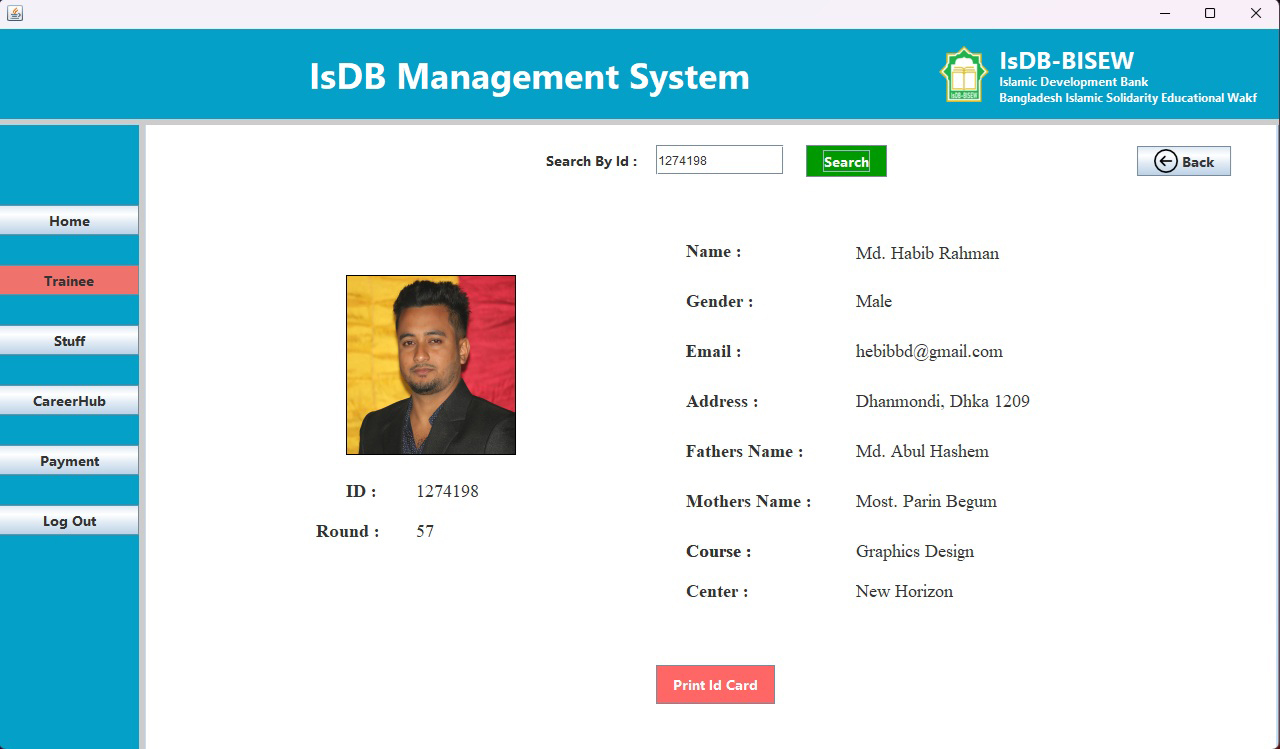 IsDB Management System
IsDB-BISEW
Islamic Development Bank
Bangladesh Islamic Solidarity Educational Wakf
IsDB-BISEW
Search By Id :
1274198
Search
Back
Home
Trainee
Stuff
CareerHub
Payment
Log Out
ID : 1274198
Round : 57
Name : Md. Habib Rahman
Gender : Male
Email : hebibbd@gmail.com
Address : Dhanmondi, Dhka 1209
Fathers Name : Md. Abul Hashem
Mothers Name : Most. Parin Begum
Course : Graphics Design
Center : New Horizon
Print Id Card